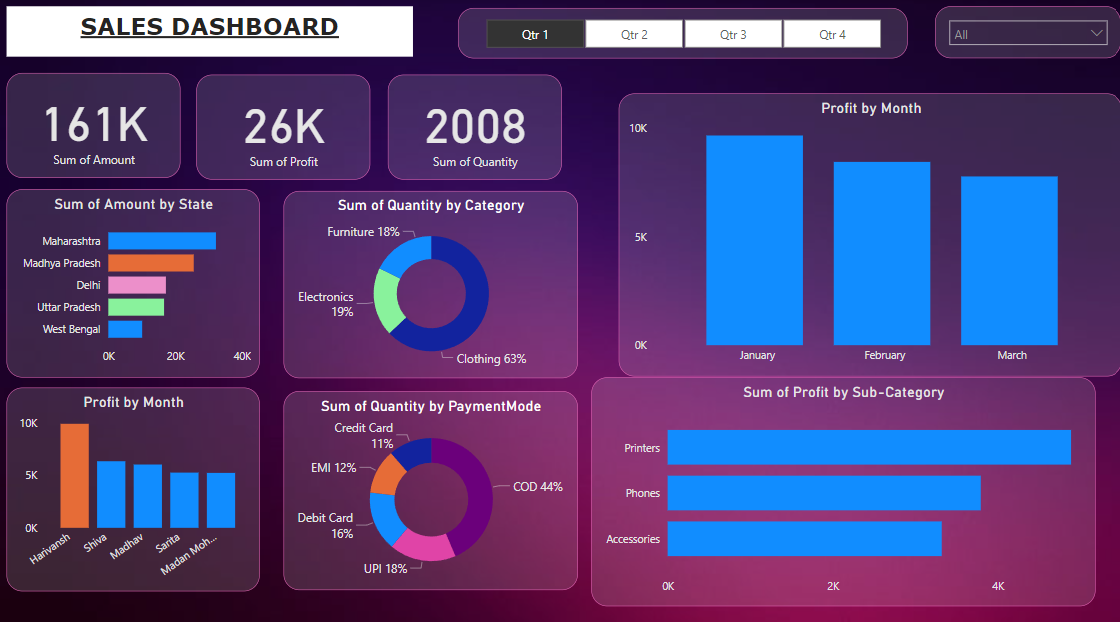 SALES DASHBOARD
Qtr 1
Qtr 2
Qtr 3
Qtr 4
All
161K
Sum of Amount
26K
Sum of Profit
2008
Sum of Quantity
Profit by Month
10K
5K
0K
January
February
March
Sum of Amount by State
Maharashtra
Madhya Pradesh
Delhi
Uttar Pradesh
West Bengal
0K
20K
40K
Sum of Quantity by Category
Furniture 18%
Electronics
19%
Clothing 63%
Profit by Month
10K
5K
0K
Harivansh
Shiva
Madhav
Sarita
Madan Moh...
Sum of Quantity by PaymentMode
Credit Card
11%
EMI 12%
COD 44%
Debit Card
16%
UPI 18%
Sum of Profit by Sub-Category
Printers
Phones
Accessories
0K
2K
4K